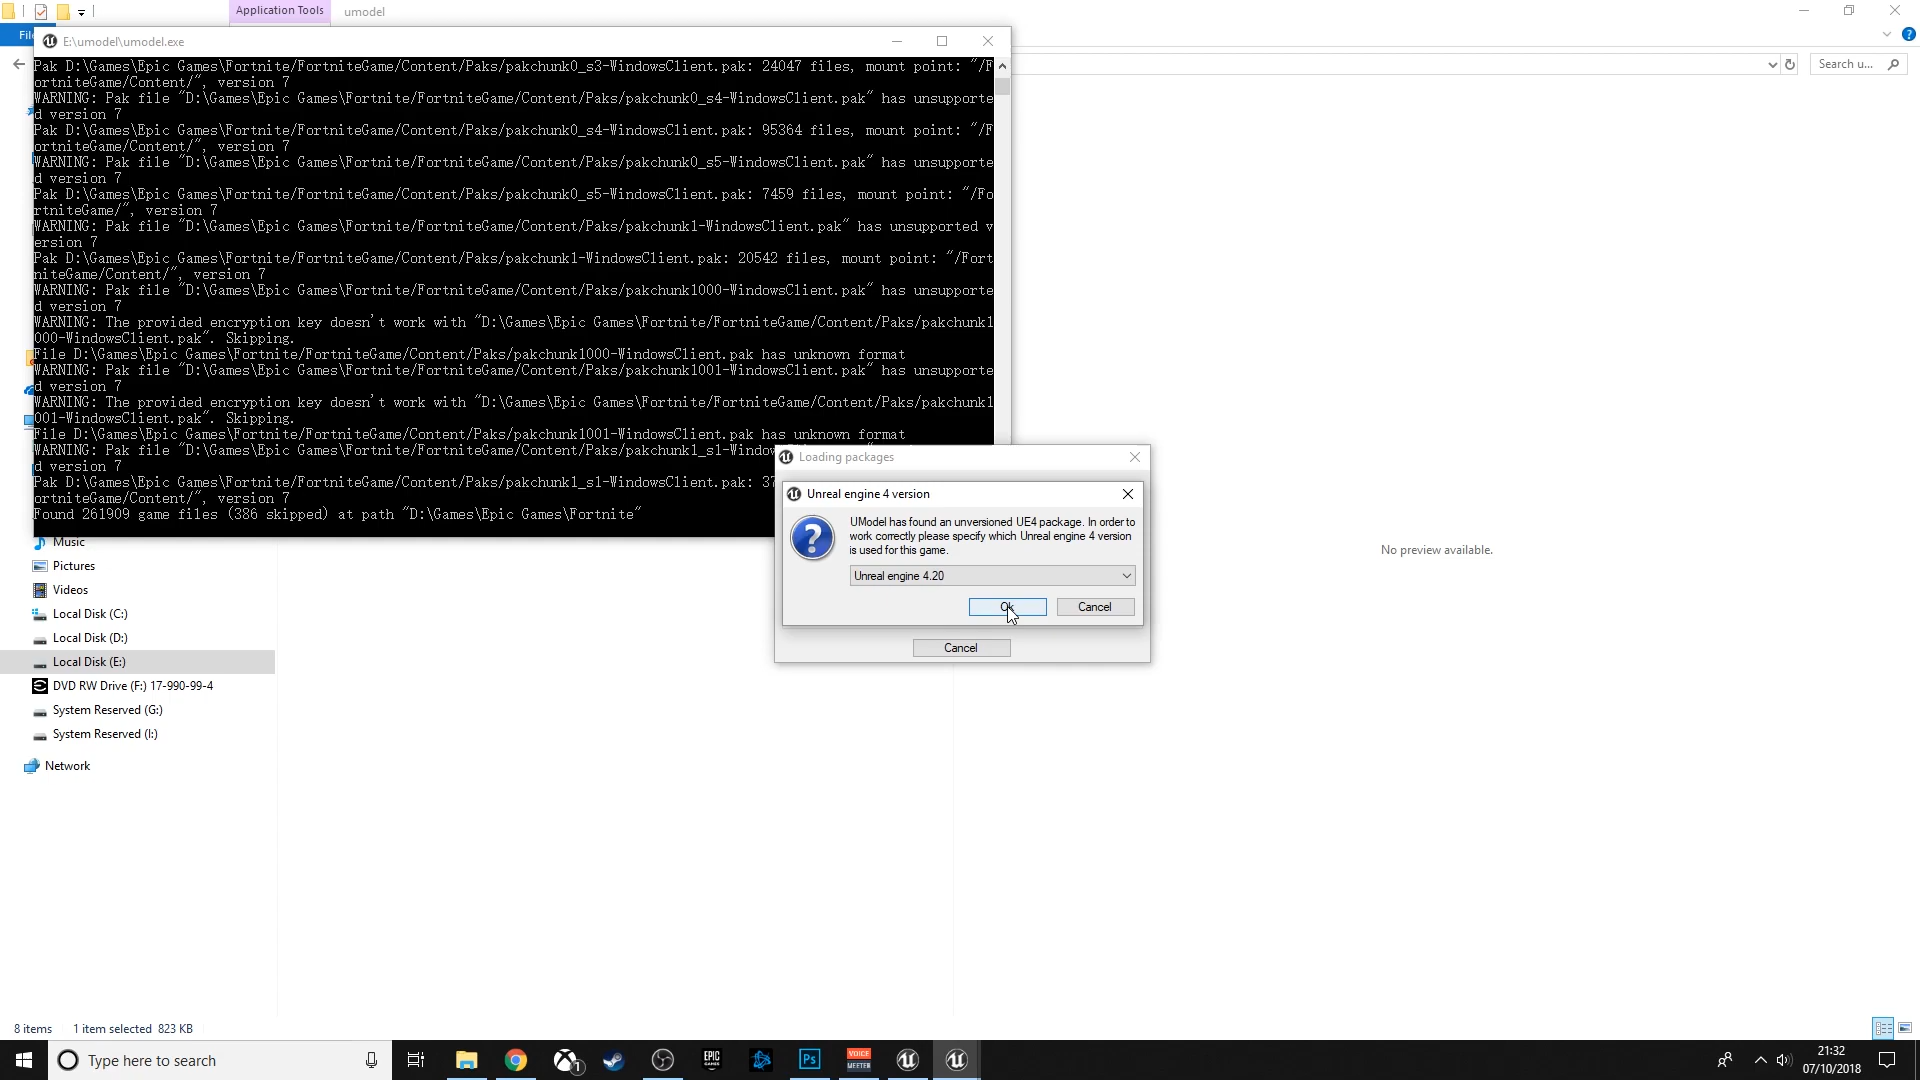 Application Tools
umodel
Fil
E:\umodel\umodel.exe
Search u...
Pak D:\Games\Epic Games\Fortnite/FortniteGame/Content/Paks/pakchunk0_s3-WindowsClient.pak: 24047 files, mount point: "/F
ortniteGame/Content/", version 7
WARNING: Pak file "D:\Games\Epic Games\Fortnite/FortniteGame/Content/Paks/pakchunk0_s4-WindowsClient.pak" has unsupporte
d version 7
Pak D:\Games\Epic Games\Fortnite/FortniteGame/Content/Paks/pakchunk0_s4-WindowsClient.pak: 95364 files, mount point: "/F
ortniteGame/Content/", version 7
WARNING: Pak file "D:\Games\Epic Games\Fortnite/FortniteGame/Content/Paks/pakchunk0_s5-WindowsClient.pak" has unsupporte
d version 7
Pak D:\Games\Epic Games\Fortnite/FortniteGame/Content/Paks/pakchunk0_s5-WindowsClient.pak: 7459 files, mount point: "/Fo
rtniteGame/", version 7
WARNING: Pak file "D:\Games\Epic Games\Fortnite/FortniteGame/Content/Paks/pakchunk1-WindowsClient.pak" has unsupported v
ersion 7
Pak D:\Games\Epic Games\Fortnite/FortniteGame/Content/Paks/pakchunk1-WindowsClient.pak: 20542 files, mount point: "/Fort
niteGame/Content/", version 7
WARNING: Pak file "D:\Games\Epic Games\Fortnite/FortniteGame/Content/Paks/pakchunk1000-WindowsClient.pak" has unsupporte
d version 7
WARNING: The provided encryption key doesn't work with "D:\Games\Epic Games\Fortnite/FortniteGame/Content/Paks/pakchunk1
000-WindowsClient.pak". Skipping.
File D:\Games\Epic Games\Fortnite/FortniteGame/Content/Paks/pakchunk1000-WindowsClient.pak has unknown format
WARNING: Pak file "D:\Games\Epic Games\Fortnite/FortniteGame/Content/Paks/pakchunk1001-WindowsClient.pak" has unsupporte
d version 7
WARNING: The provided encryption key doesn't work with "D:\Games\Epic Games\Fortnite/FortniteGame/Content/Paks/pakchunk1
001-WindowsClient.pak". Skipping.
File D:\Games\Epic Games\Fortnite/FortniteGame/Content/Paks/pakchunk1001-WindowsClient.pak has unknown format
WARNING: Pak file "D:\Games\Epic Games\Fortnite/FortniteGame/Content/Paks/pakchunk1_s1-Windo
d version 7
Pak D:\Games\Epic Games\Fortnite/FortniteGame/Content/Paks/pakchunk1_s1-WindowsClient.pak: 37
ortniteGame/Content/", version 7
Found 261909 game files (386 skipped) at path "D:\Games\Epic Games\Fortnite"
Loading packages
Unreal engine 4 version
UModel has found an unversioned UE4 package. In order to
work correctly please specify which Unreal engine 4 version
is used for this game.
Unreal engine 4.20
Ok
Cancel
Cancel
No preview available.
Music
Pictures
Videos
Local Disk (C:)
Local Disk (D:)
Local Disk (E:)
DVD RW Drive (F:) 17-990-99-4
System Reserved (G:)
System Reserved (I:)
Network
8 items
1 item selected 823 KB
Type here to search
1
EPIC
GAMES
Ps
VOICE
MEETER
21:32
07/10/2018